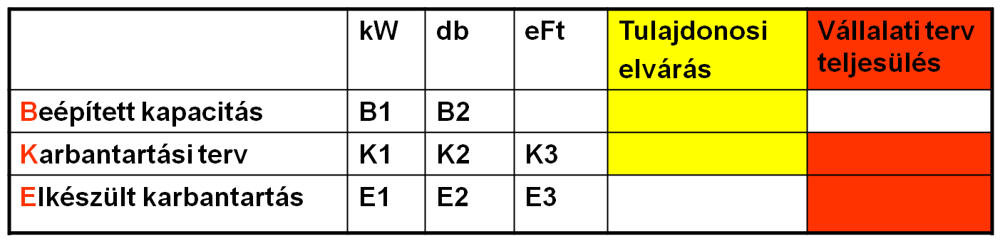 kW db eFt Tulajdonosi elvárás Vállalati terv teljesülés
Beépített kapacitás B1 B2
Karbantartási terv K1 K2 K3
Elkészült karbantartás E1 E2 E3